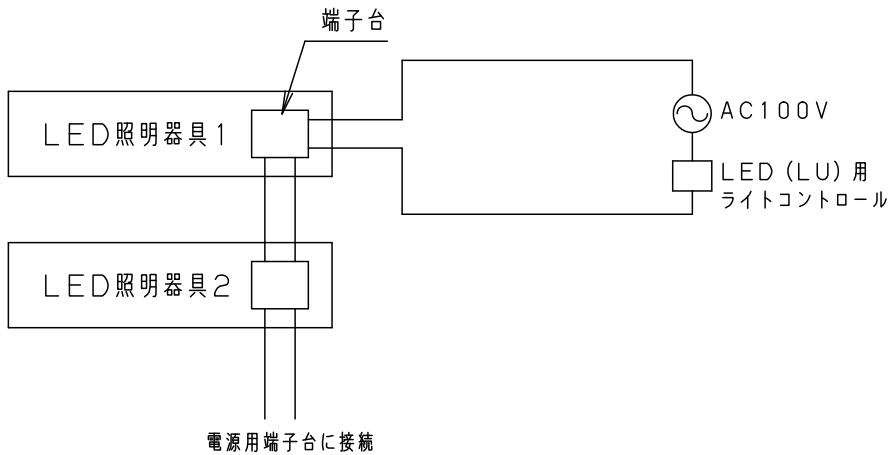 端子台
LED照明器具1
AC100V
LED(LU)用
ライトコントロール
LED照明器具2
電源用端子台に接続